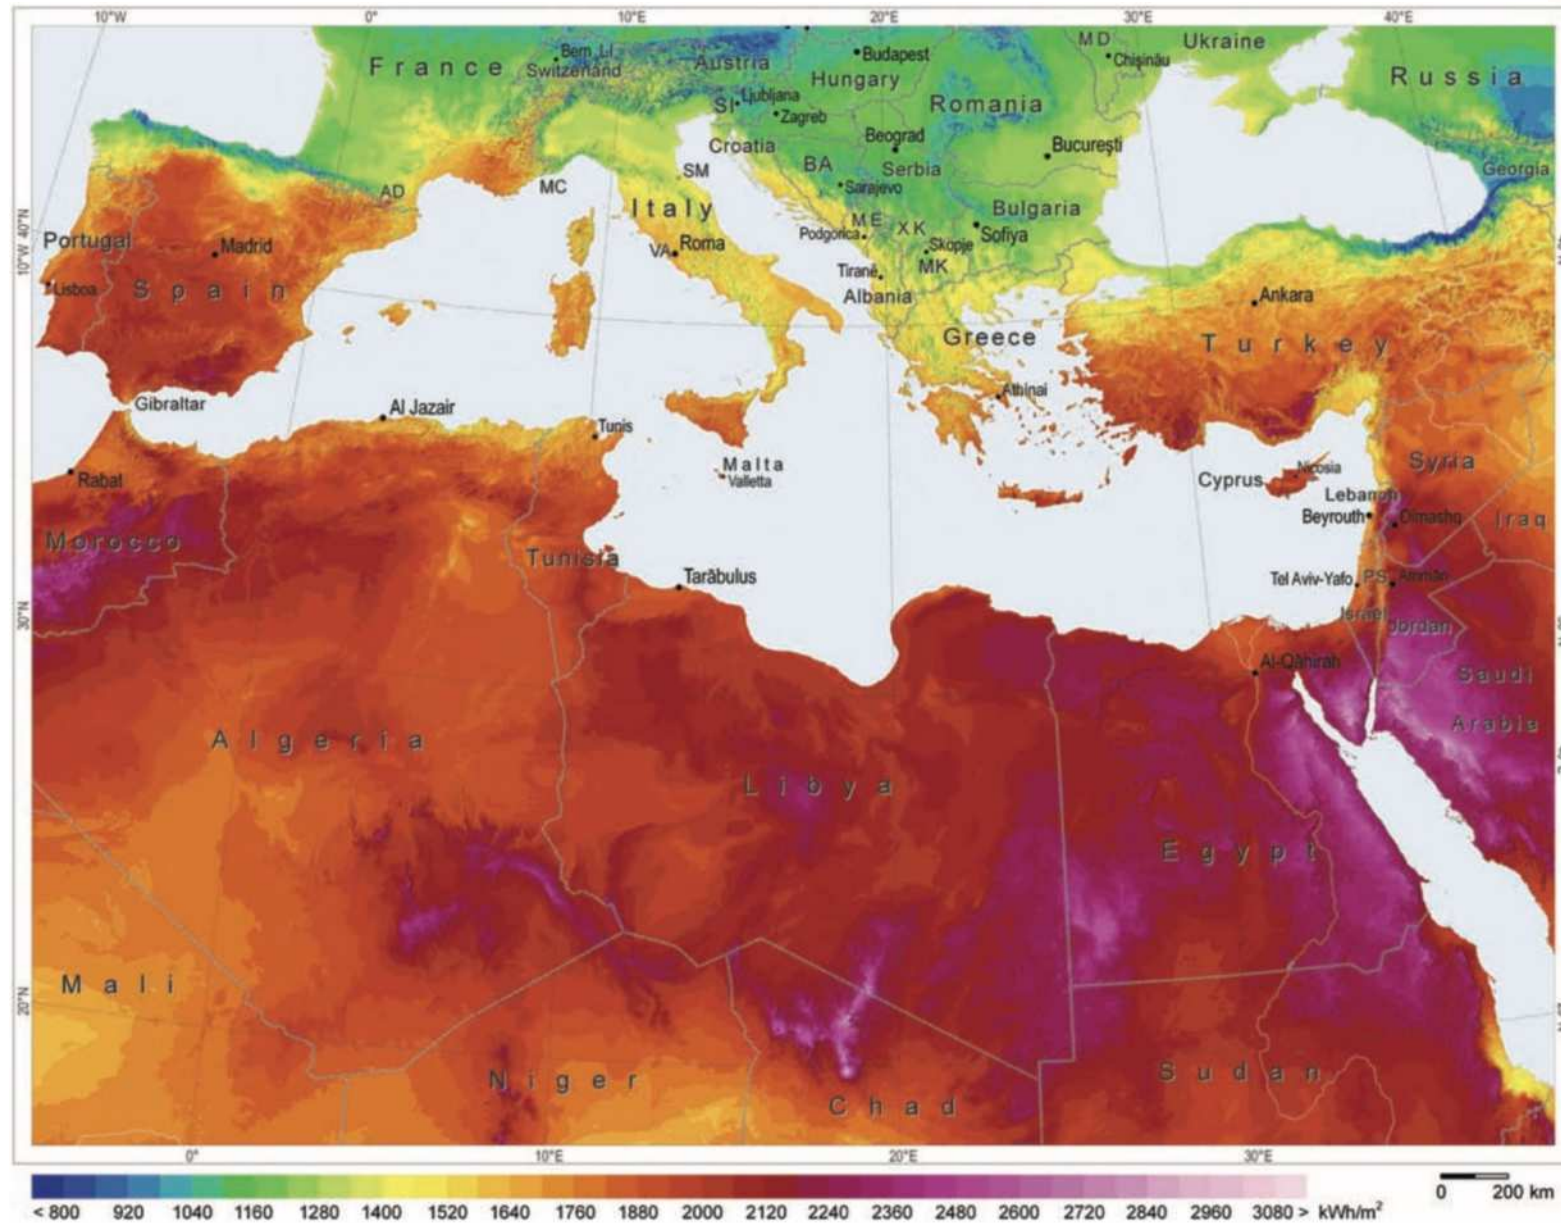 10°W 0° 10°E 20°E 30°E 40°E
Bern LI
Switzerland
France
Austria
Budapest
Hungary
MD
Chișinău
Ukraine
Russia
SI
Ljubljana
Zagreb
Romania
Croatia
Beograd
București
BA
Serbia
Georgia
AD
MC
SM
Sarajevo
Italy
ME
XK
Bulgaria
Podgorica
Sofiya
40°N
10°W
Portugal
Madrid
VA
Roma
Skopje
MK
Tiranë
Albania
Lisboa
Spain
Ankara
Greece
Turkey
Gibraltar
Al Jazair
Athínai
Tunis
Malta
Valletta
Rabat
Cyprus
Nicosia
Syria
Lebanon
Beyrouth
Dimashq
Iraq
Morocco
Tunisia
Tarābulus
Tel Aviv-Yafo
PS
Ammān
30°N
Israel
Jordan
Al-Qāhirah
Saudi
Arabia
Algeria
Libya
Egypt
Mali
20°N
Niger
Chad
Sudan
0° 10°E 20°E 30°E
< 800 920 1040 1160 1280 1400 1520 1640 1760 1880 2000 2120 2240 2360 2480 2600 2720 2840 2960 3080 > kWh/m²
0 200 km